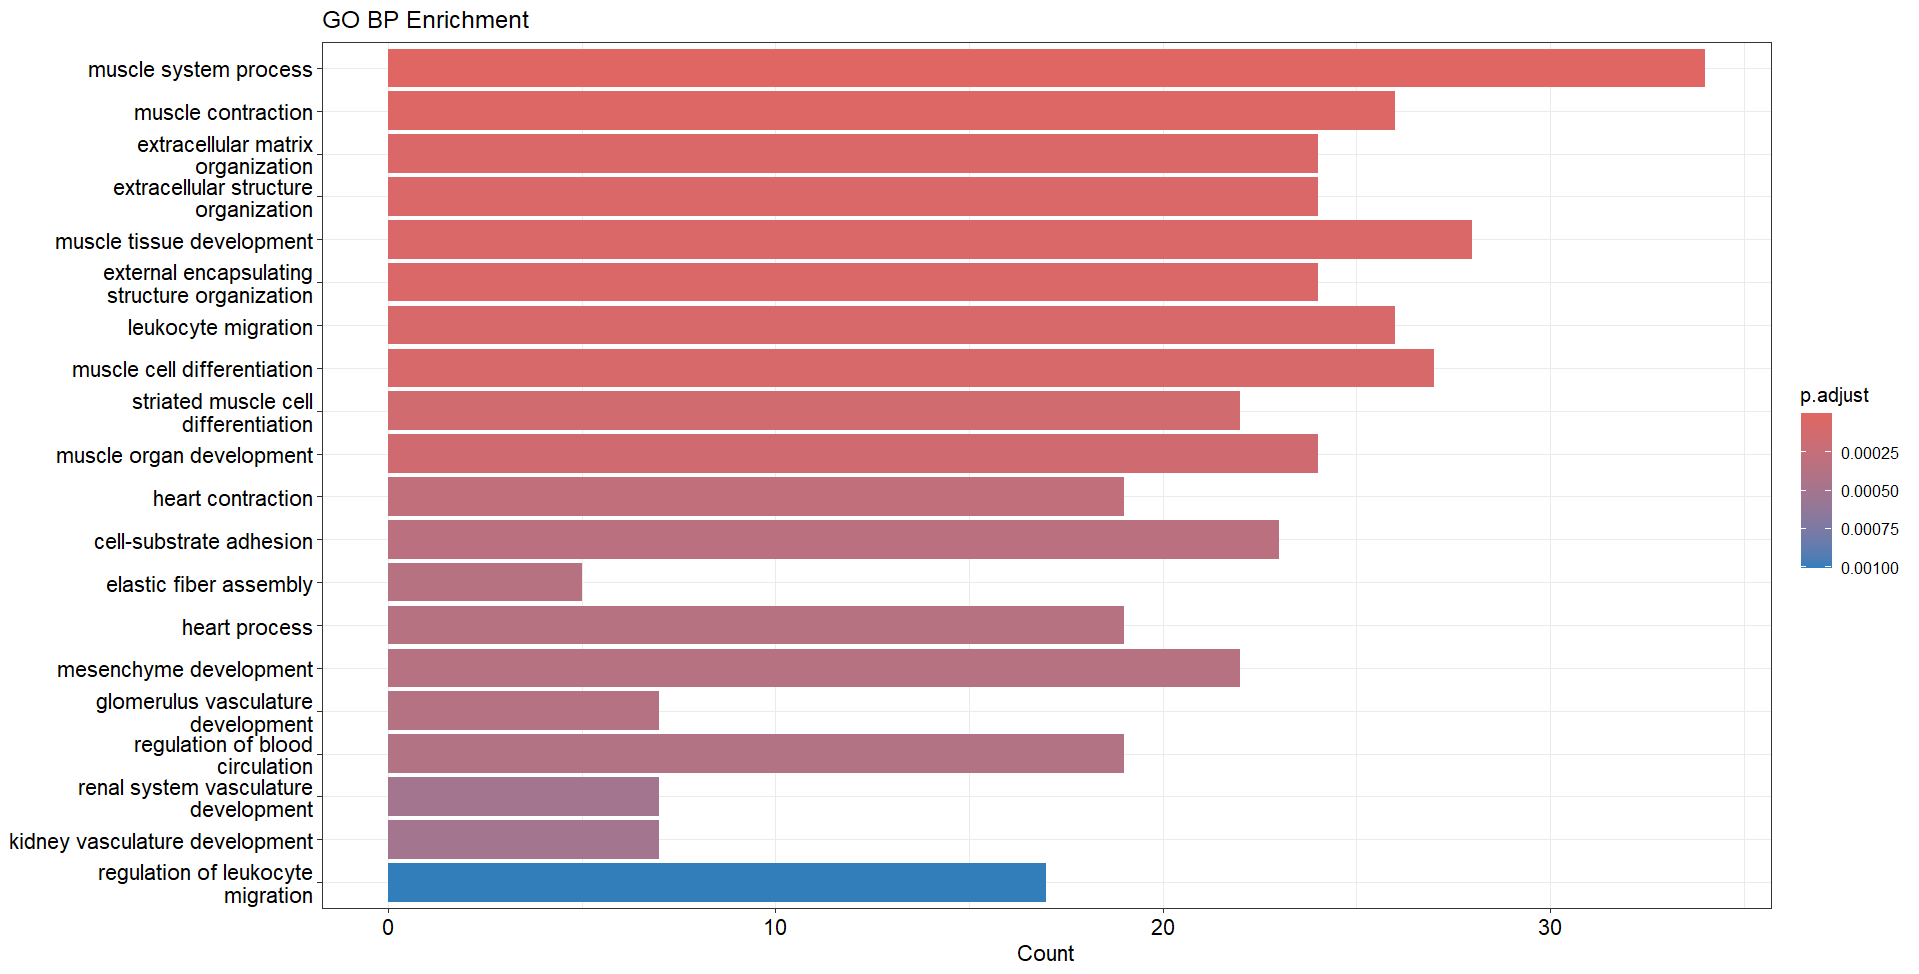 GO BP Enrichment
muscle system process
muscle contraction
extracellular matrix
organization
extracellular structure
organization
muscle tissue development
external encapsulating
structure organization
leukocyte migration
muscle cell differentiation
striated muscle cell
differentiation
muscle organ development
heart contraction
cell-substrate adhesion
elastic fiber assembly
heart process
mesenchyme development
glomerulus vasculature
development
regulation of blood
circulation
renal system vasculature
development
kidney vasculature development
regulation of leukocyte
migration
0
10
20
30
Count
p.adjust
0.00025
0.00050
0.00075
0.00100